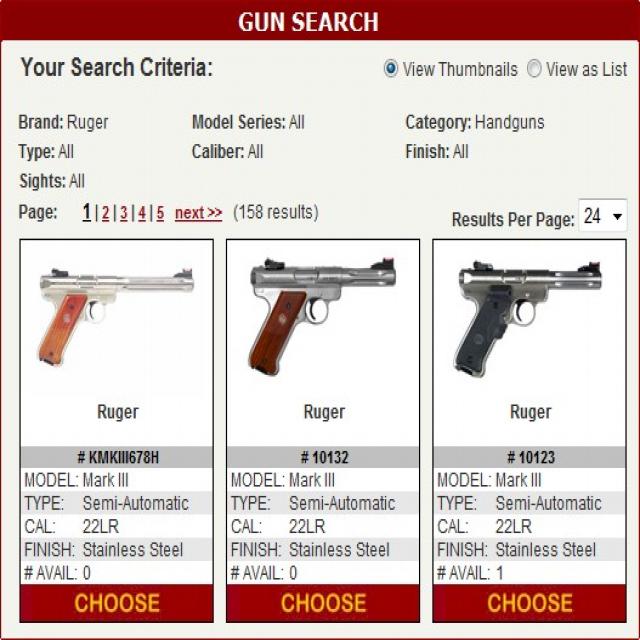 GUN SEARCH
Your Search Criteria:
View Thumbnails View as List
Brand: Ruger Model Series: All Category: Handguns
Type: All Caliber: All Finish: All
Sights: All
Page: 1|2|3|4|5 next>> (158 results)
Results Per Page: 24
Ruger Ruger Ruger
# KMKIII678H # 10132 # 10123
MODEL: Mark III MODEL: Mark III MODEL: Mark III
TYPE: Semi-Automatic TYPE: Semi-Automatic TYPE: Semi-Automatic
CAL: 22LR CAL: 22LR CAL: 22LR
FINISH: Stainless Steel FINISH: Stainless Steel FINISH: Stainless Steel
# AVAIL: 0 # AVAIL: 0 # AVAIL: 1
CHOOSE CHOOSE CHOOSE